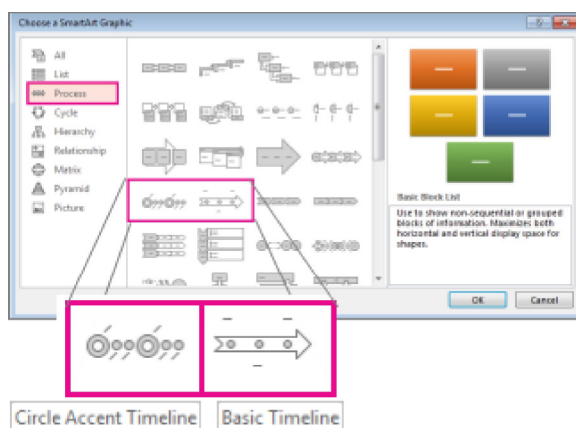 Choose a SmartArt Graphic
All
List
Process
Cycle
Hierarchy
Relationship
Matrix
Pyramid
Picture
Basic Block List
Use to show non-sequential or grouped
blocks of information. Maximizes both
horizontal and vertical display space for
shapes.
OK
Cancel
Circle Accent Timeline
Basic Timeline